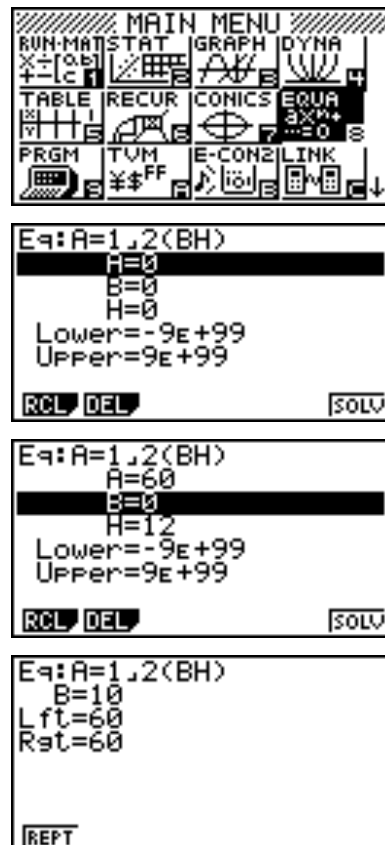 MAIN MENU
RUN·MAT STAT GRAPH DYNA
TABLE RECUR CONICS EQUA
PRGM TVM E-CON2 LINK
Eq:A=1⌟2(BH)
A=0
B=0
H=0
Lower=-9E+99
Upper=9E+99
RCL DEL SOLV
Eq:A=1⌟2(BH)
A=60
B=0
H=12
Lower=-9E+99
Upper=9E+99
RCL DEL SOLV
Eq:A=1⌟2(BH)
B=10
Lft=60
Rgt=60
REPT